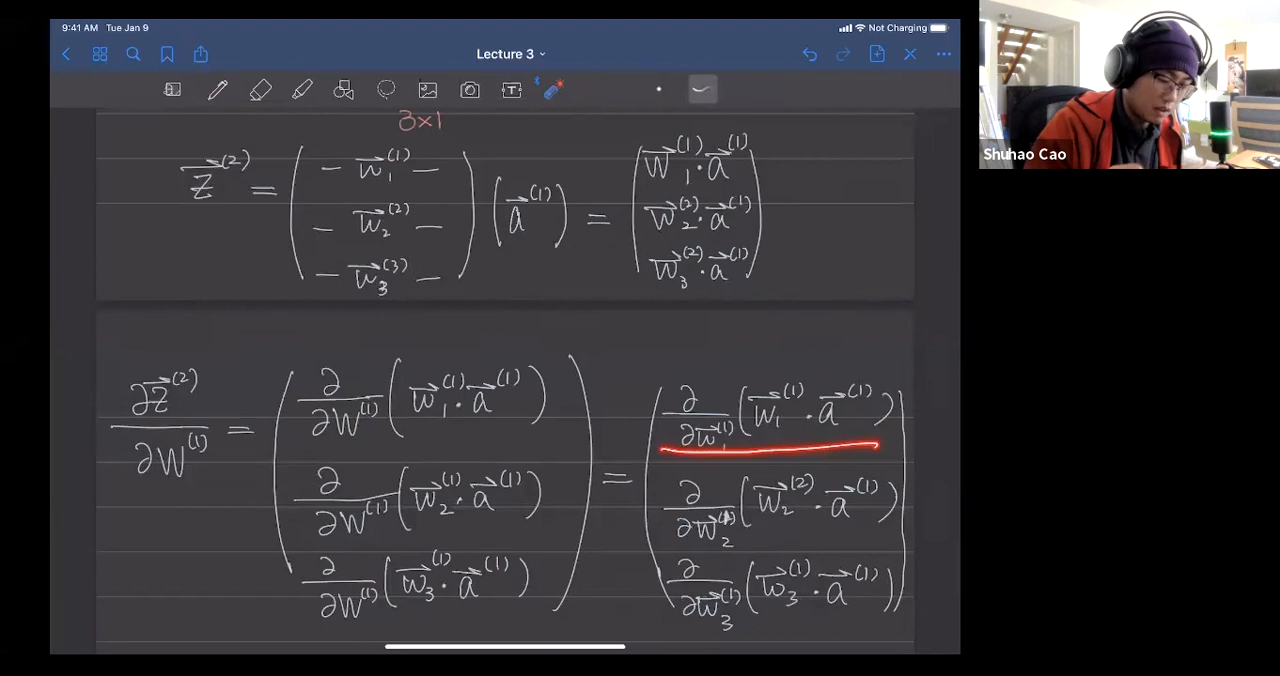 9:41 AM Tue Jan 9
Not Charging
Lecture 3
T
Shuhao Cao
3×1
z⃗^(2) = ( — w⃗₁^(1) — ; — w⃗₂^(2) — ; — w⃗₃^(3) — ) ( a⃗^(1) ) = ( w⃗₁^(1) · a⃗^(1) ; w⃗₂^(2) · a⃗^(1) ; w⃗₃^(2) · a⃗^(1) )
∂z⃗^(2)/∂W^(1) = ( ∂/∂W^(1) ( w⃗₁^(1) · a⃗^(1) ) ; ∂/∂W^(1) ( w⃗₂^(1) · a⃗^(1) ) ; ∂/∂W^(1) ( w⃗₃^(1) · a⃗^(1) ) ) = ( ∂/∂w⃗₁^(1) ( w⃗₁^(1) · a⃗^(1) ) ; ∂/∂w⃗₂^(1) ( w⃗₂^(2) · a⃗^(1) ) ; ∂/∂w⃗₃^(1) ( w⃗₃^(1) · a⃗^(1) ) )